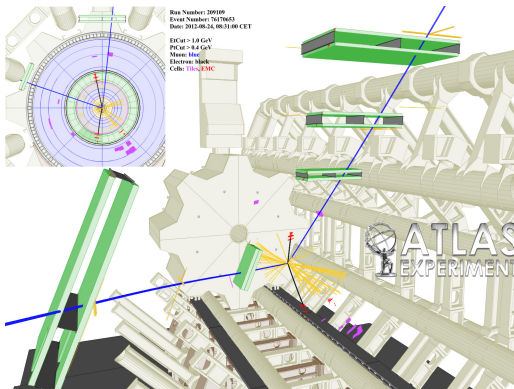 Run Number: 209109
Event Number: 76170653
Date: 2012-08-24, 08:31:00 CET
EtCut > 1.0 GeV
PtCut > 0.4 GeV
Muon: blue
Electron: black
Cells: Tiles, EMC
ATLAS
EXPERIMENT